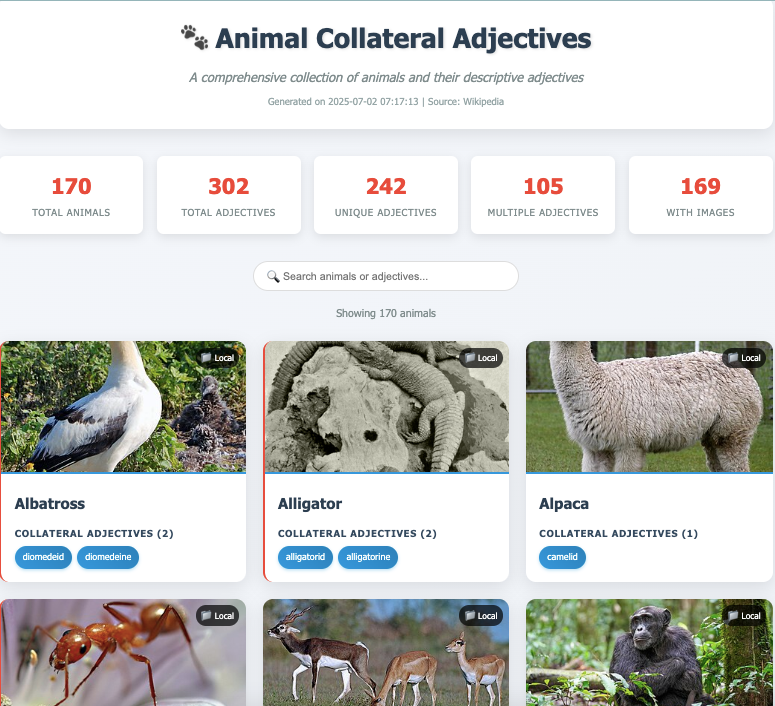 🐾 Animal Collateral Adjectives
A comprehensive collection of animals and their descriptive adjectives
Generated on 2025-07-02 07:17:13 | Source: Wikipedia
170 302 242 105 169
TOTAL ANIMALS TOTAL ADJECTIVES UNIQUE ADJECTIVES MULTIPLE ADJECTIVES WITH IMAGES
🔍 Search animals or adjectives...
Showing 170 animals
Local Local Local
Albatross Alligator Alpaca
COLLATERAL ADJECTIVES (2) COLLATERAL ADJECTIVES (2) COLLATERAL ADJECTIVES (1)
diomedeid diomedeine alligatorid alligatorine camelid
Local Local Local